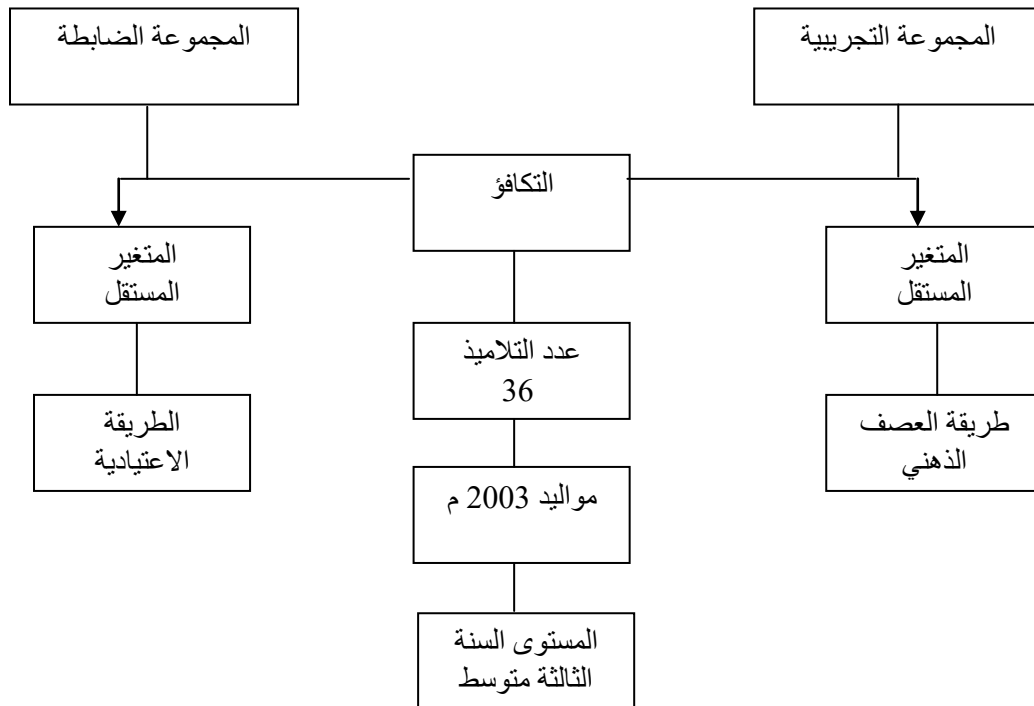 المجموعة التجريبية
المجموعة الضابطة
التكافؤ
المتغير
المستقل
المتغير
المستقل
عدد التلاميذ
36
طريقة العصف
الذهني
الطريقة
الاعتيادية
مواليد 2003 م
المستوى السنة
الثالثة متوسط